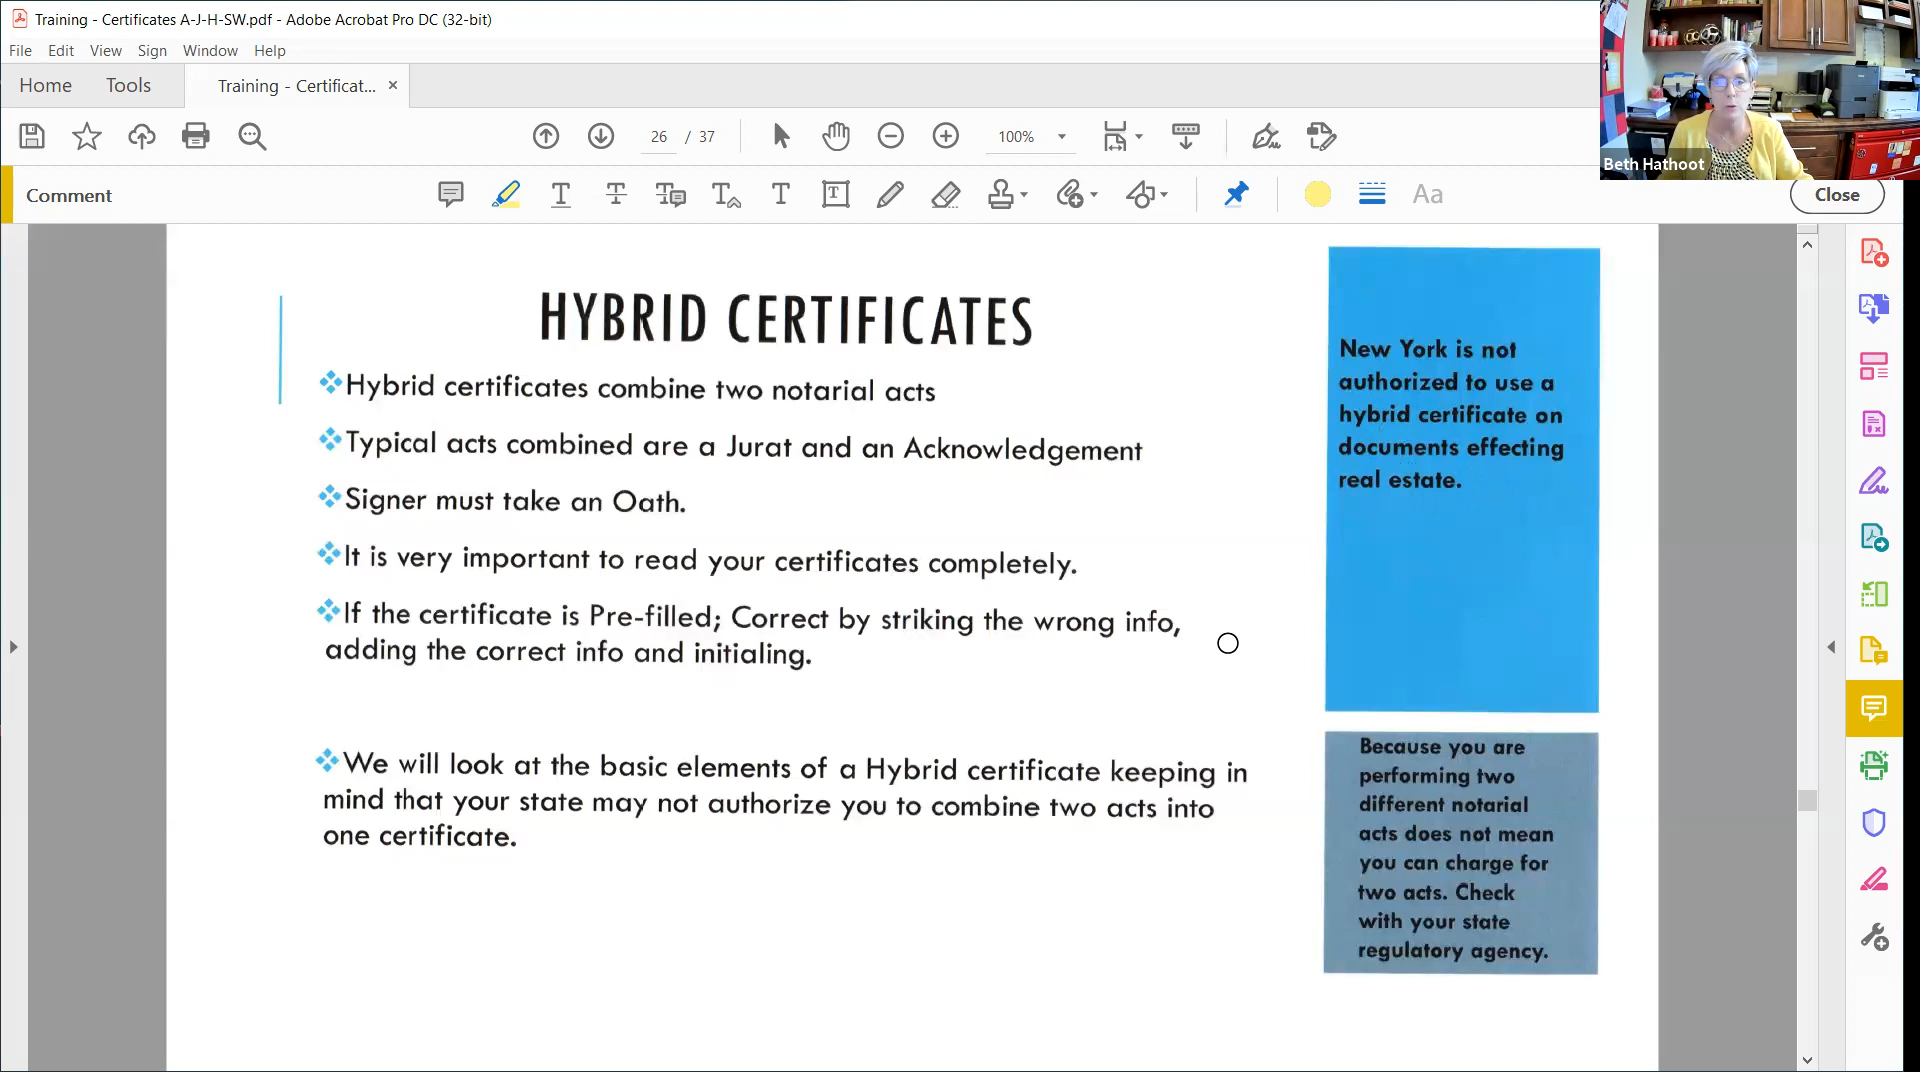 Training - Certificates A-J-H-SW.pdf - Adobe Acrobat Pro DC (32-bit)
File Edit View Sign Window Help
Home Tools Training - Certificat... ×
26 / 37 100%
Comment
Aa
Close
Beth Hathoot
HYBRID CERTIFICATES
Hybrid certificates combine two notarial acts
Typical acts combined are a Jurat and an Acknowledgement
Signer must take an Oath.
It is very important to read your certificates completely.
If the certificate is Pre-filled; Correct by striking the wrong info,
adding the correct info and initialing.
We will look at the basic elements of a Hybrid certificate keeping in
mind that your state may not authorize you to combine two acts into
one certificate.
New York is not
authorized to use a
hybrid certificate on
documents effecting
real estate.
Because you are
performing two
different notarial
acts does not mean
you can charge for
two acts. Check
with your state
regulatory agency.